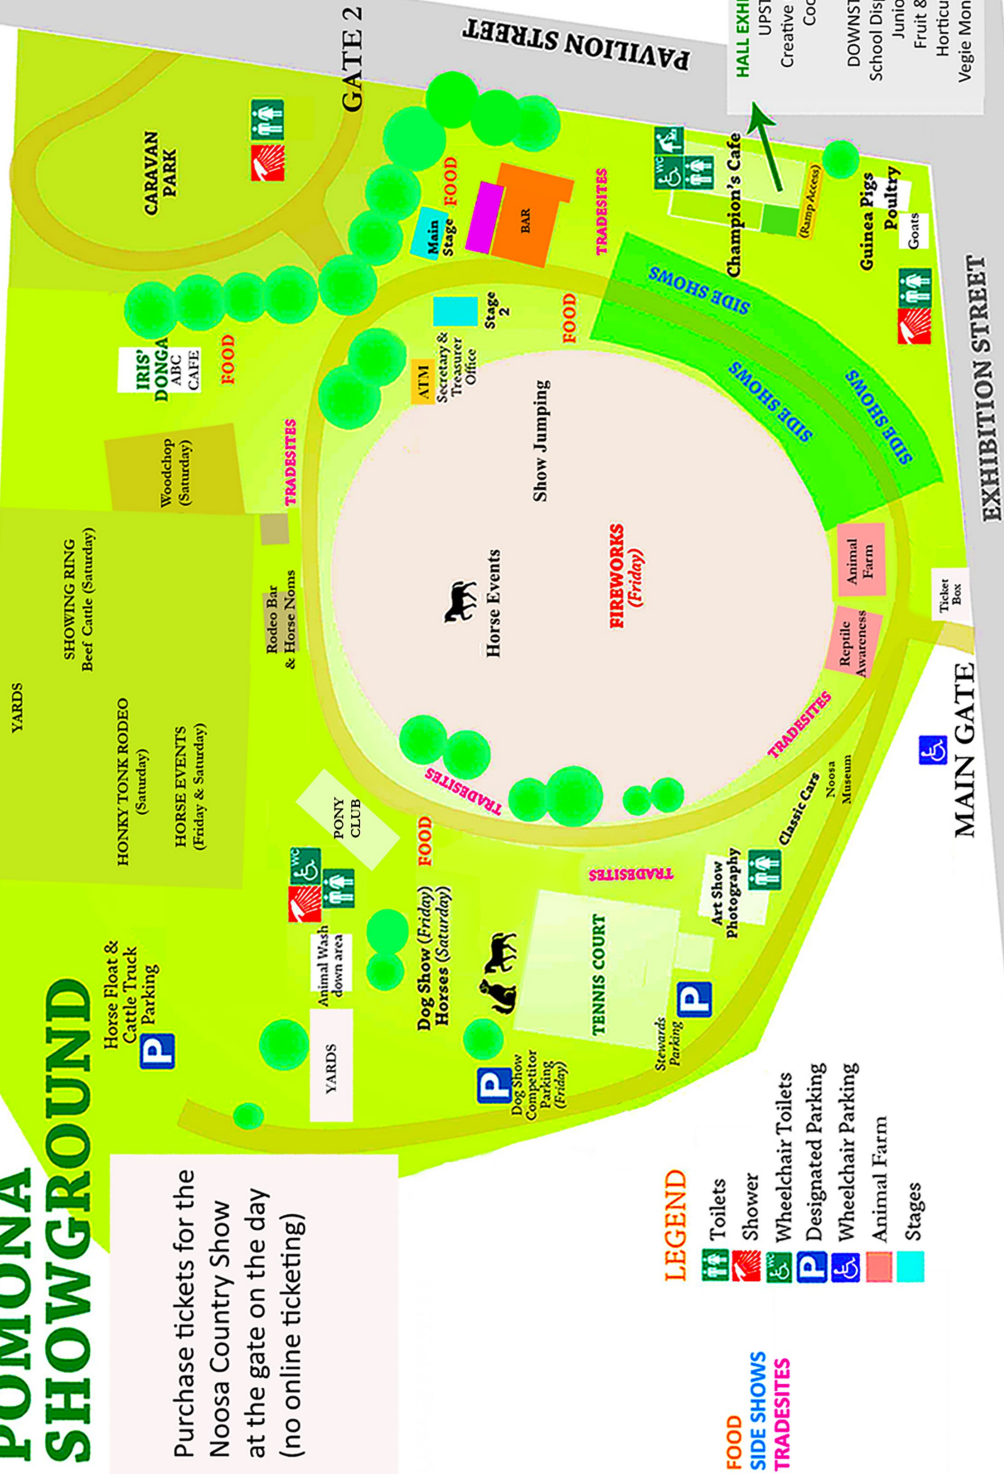 POMONA
SHOWGROUND
Purchase tickets for the
Noosa Country Show
at the gate on the day
(no online ticketing)
YARDS
SHOWING RING
Beef Cattle (Saturday)
HONKY TONK RODEO
(Saturday)
HORSE EVENTS
(Friday & Saturday)
Horse Float &
Cattle Truck
Parking
P
Woodchop
(Saturday)
IRIS'
DONGA
ABC
CAFE
FOOD
TRADESITES
CARAVAN
PARK
GATE 2
PAVILION STREET
Rodeo Bar
& Horse Noms
PONY
CLUB
WC
Animal Wash
down area
YARDS
FOOD
Dog Show (Friday)
Horses (Saturday)
P
Dog Show
Competitor
Parking
(Friday)
TRADESITES
ATM
Secretary &
Treasurer
Office
Stage
2
Main
Stage
FOOD
BAR
FOOD
TRADESITES
Show Jumping
Horse Events
FIREWORKS
(Friday)
TENNIS COURT
TRADESITES
Stewards
Parking
P
Art Show
Photography
Classic Cars
Noosa
Museum
TRADESITES
Reptile
Awareness
Animal
Farm
SIDE SHOWS
SIDE SHOWS
SIDE SHOWS
WC
Champion's Cafe
(Ramp Access)
Guinea Pigs
Poultry
Goats
HALL EXHI
UPST
Creative
Coo
DOWNST
School Disp
Junio
Fruit &
Horticu
Vegie Mon
Ticket
Box
MAIN GATE
EXHIBITION STREET
LEGEND
Toilets
Shower
WC
Wheelchair Toilets
P
Designated Parking
Wheelchair Parking
Animal Farm
Stages
FOOD
SIDE SHOWS
TRADESITES